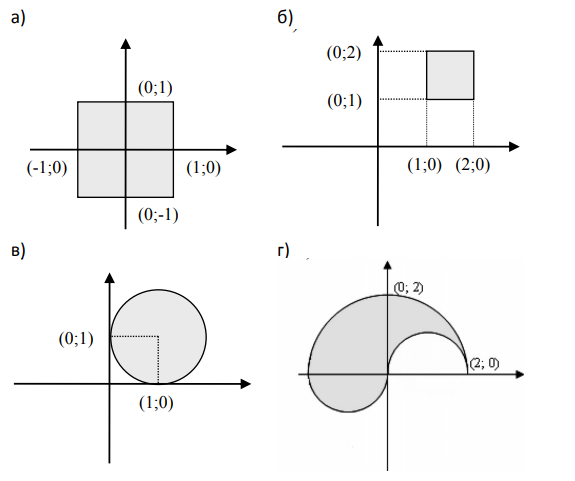 а)
(0;1)
(-1;0)
(1;0)
(0;-1)
б)
(0;2)
(0;1)
(1;0) (2;0)
в)
(0;1)
(1;0)
г)
(0; 2)
(2; 0)